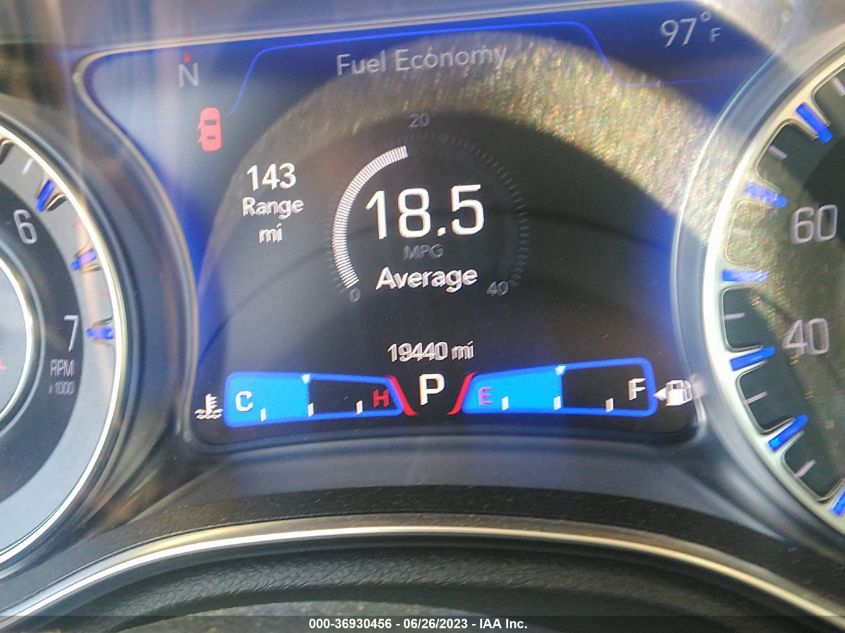 97°F
N
Fuel Economy
20
143
Range
mi
18.5
MPG
Average
0
40
6
7
RPM
x1000
60
40
19440 mi
C
H
P
E
F
000-36930456 - 06/26/2023 - IAA Inc.